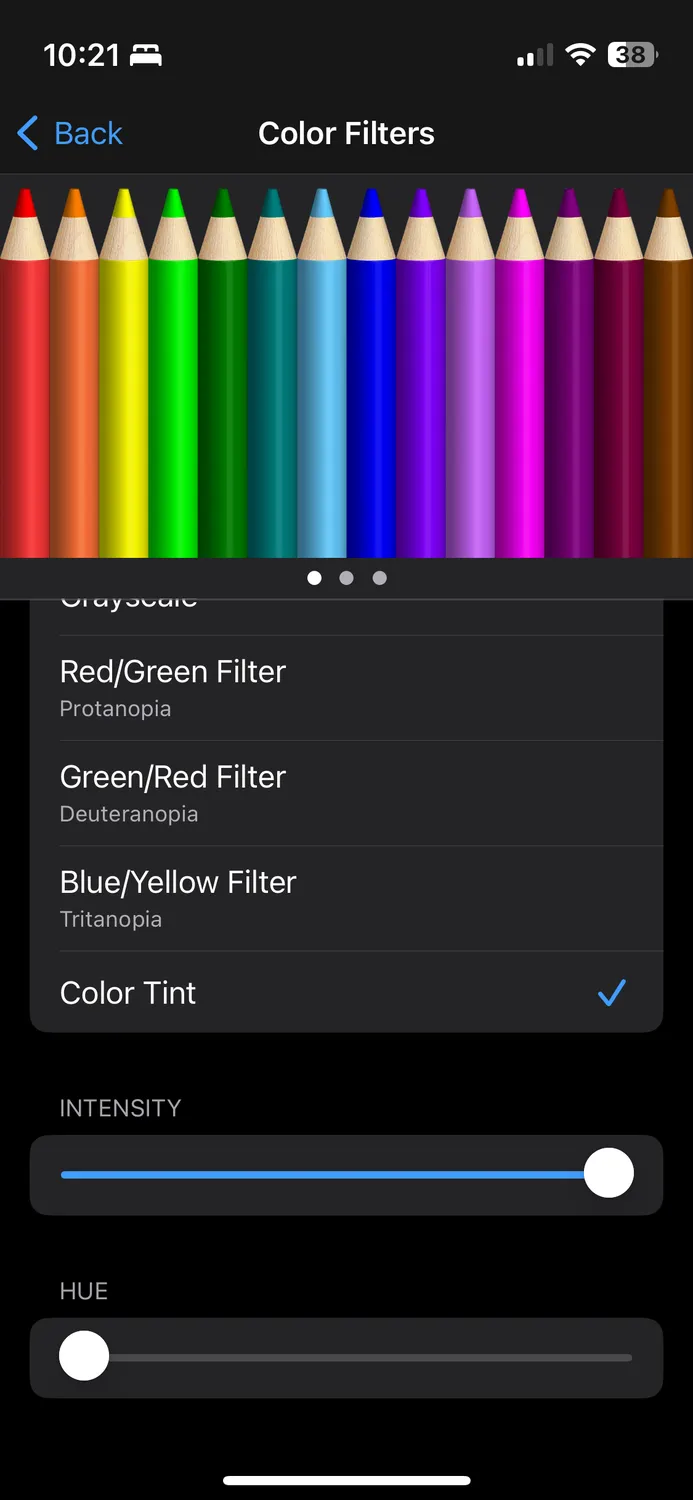 10:21
38
Back
Color Filters
Grayscale
Red/Green Filter
Protanopia
Green/Red Filter
Deuteranopia
Blue/Yellow Filter
Tritanopia
Color Tint
INTENSITY
HUE